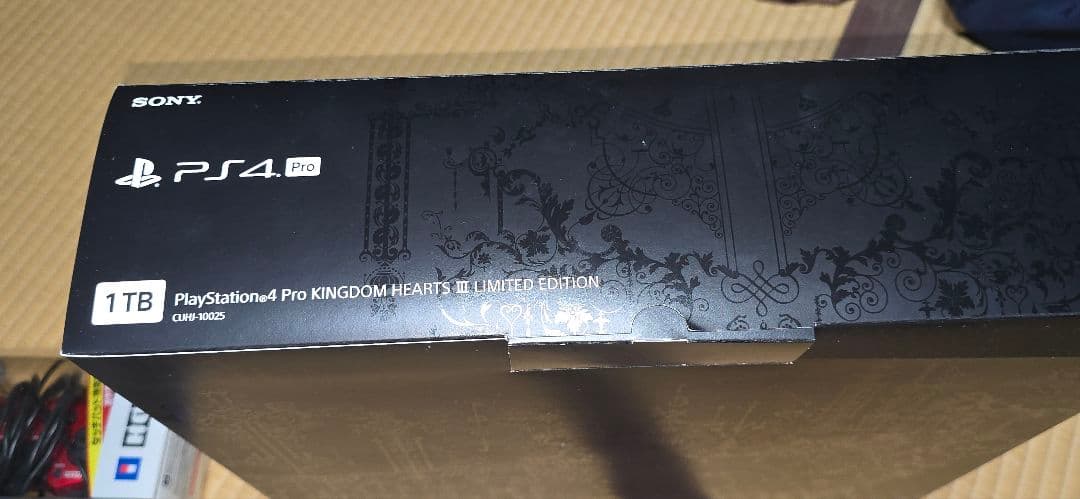 SONY
PS4 Pro
1TB
PlayStation®4 Pro KINGDOM HEARTS III LIMITED EDITION
CUHJ-10025